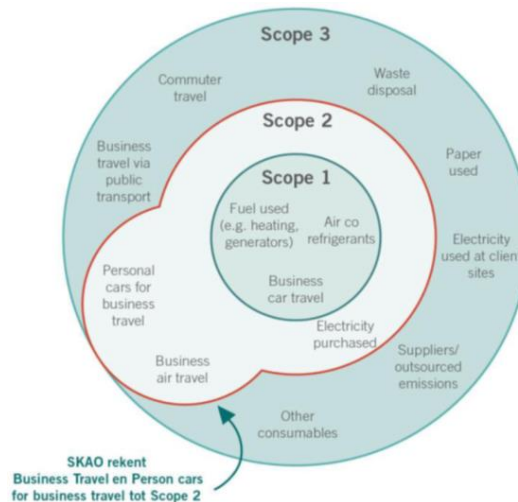 Scope 3
Commuter
travel
Waste
disposal
Scope 2
Business
travel via
public
transport
Paper
used
Scope 1
Fuel used
(e.g. heating,
generators)
Air co
refrigerants
Electricity
used at client
sites
Personal
cars for
business
travel
Business
car travel
Electricity
purchased
Business
air travel
Suppliers/
outsourced
emissions
Other
consumables
SKAO rekent
Business Travel en Person cars
for business travel tot Scope 2